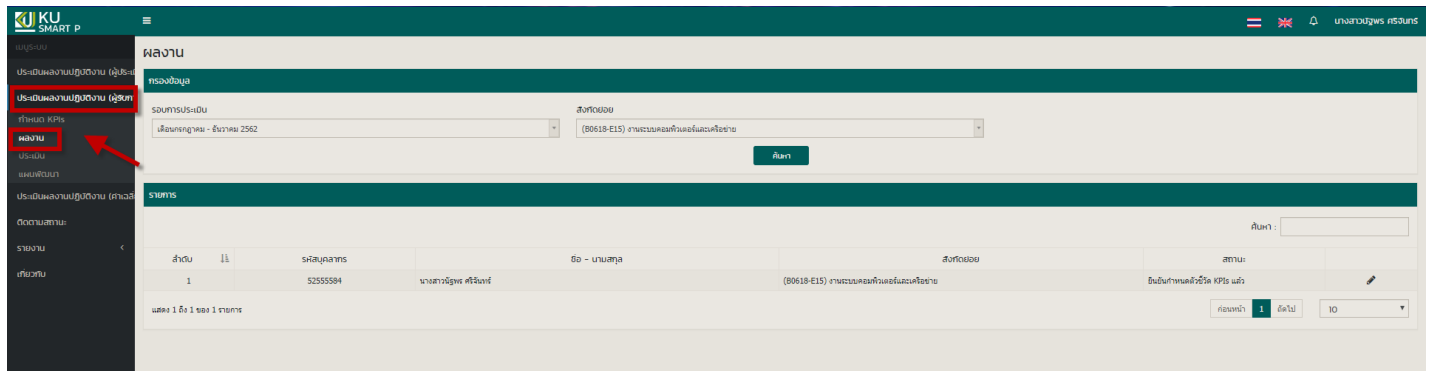 KU
SMART P
นางสาวนัฐพร ศรีจันทร์
เมนูระบบ
ผลงาน
ประเมินผลงานปฏิบัติงาน (ผู้ประเมิ
กรองข้อมูล
ประเมินผลงานปฏิบัติงาน (ผู้รับกา
รอบการประเมิน
สังกัดย่อย
กำหนด KPIs
เดือนกรกฎาคม - ธันวาคม 2562
(B0618-E15) งานระบบคอมพิวเตอร์และเครือข่าย
ผลงาน
ประเมิน
ค้นหา
แผนพัฒนา
ประเมินผลงานปฏิบัติงาน (ค่าเฉลี่
รายการ
ติดตามสถานะ
ค้นหา :
รายงาน
ลำดับ รหัสบุคลากร ชื่อ - นามสกุล สังกัดย่อย สถานะ
เกี่ยวกับ
1 52555584 นางสาวนัฐพร ศรีจันทร์ (B0618-E15) งานระบบคอมพิวเตอร์และเครือข่าย ยืนยันกำหนดตัวชี้วัด KPIs แล้ว
แสดง 1 ถึง 1 ของ 1 รายการ
ก่อนหน้า 1 ถัดไป 10